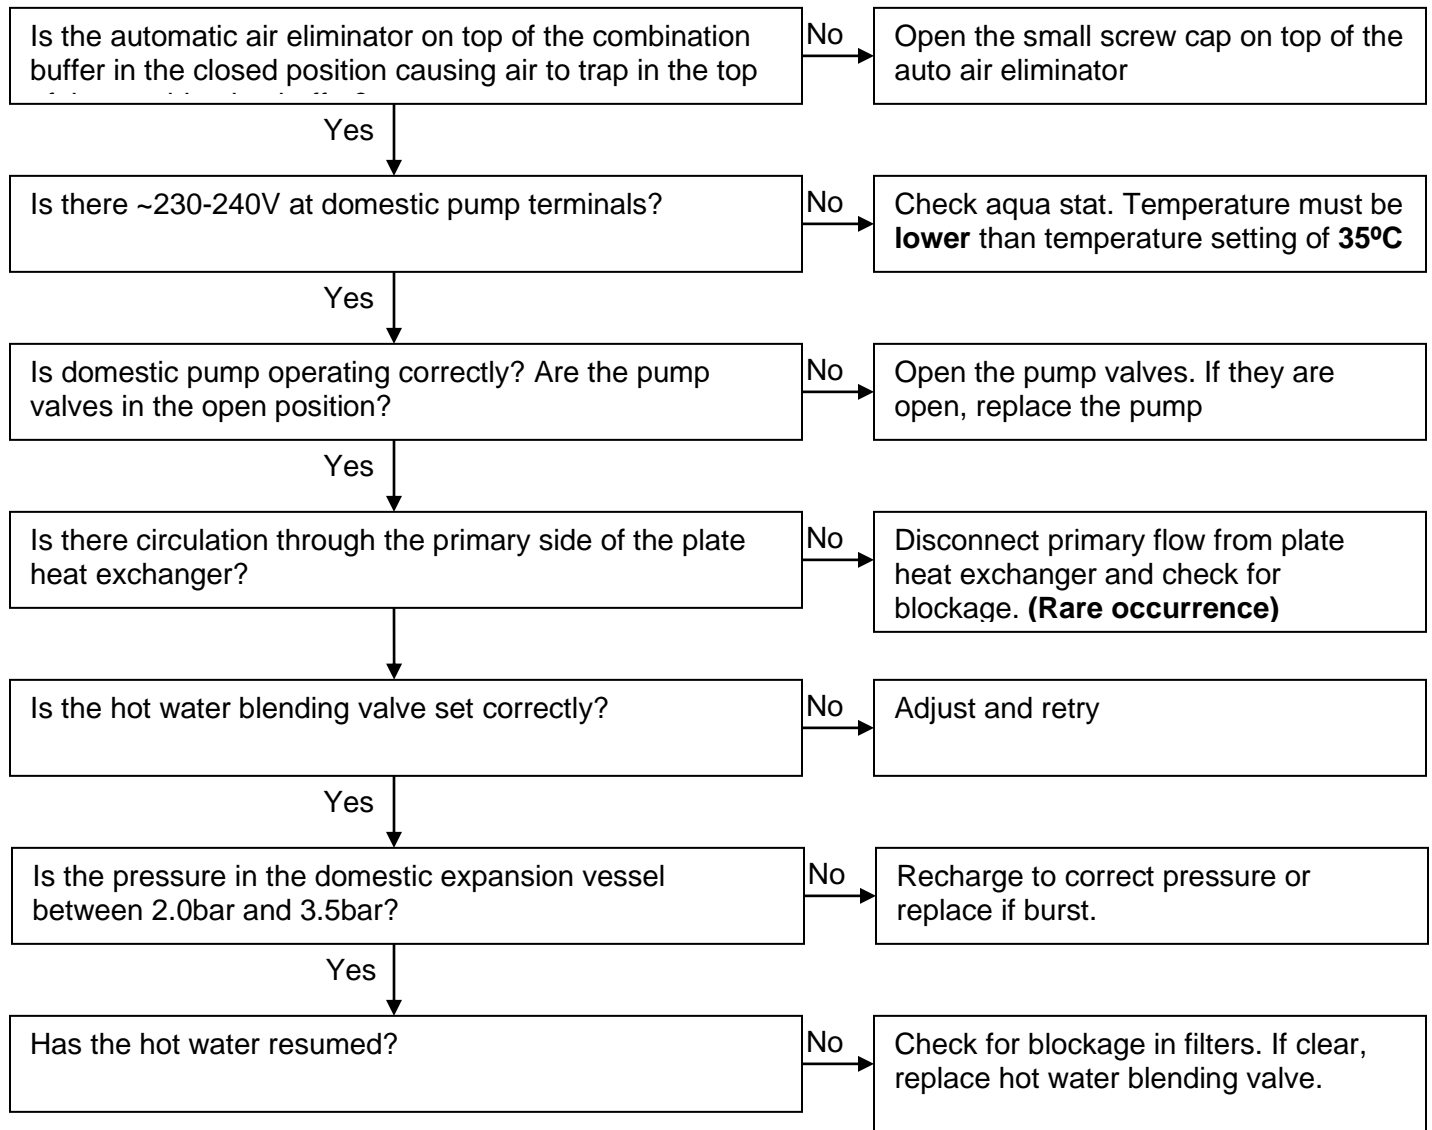 Is the automatic air eliminator on top of the combination
buffer in the closed position causing air to trap in the top
No
Open the small screw cap on top of the
auto air eliminator
Yes
Is there ~230-240V at domestic pump terminals?
No
Check aqua stat. Temperature must be
lower than temperature setting of 35ºC
Yes
Is domestic pump operating correctly? Are the pump
valves in the open position?
No
Open the pump valves. If they are
open, replace the pump
Yes
Is there circulation through the primary side of the plate
heat exchanger?
No
Disconnect primary flow from plate
heat exchanger and check for
blockage. (Rare occurrence)
Is the hot water blending valve set correctly?
No
Adjust and retry
Yes
Is the pressure in the domestic expansion vessel
between 2.0bar and 3.5bar?
No
Recharge to correct pressure or
replace if burst.
Yes
Has the hot water resumed?
No
Check for blockage in filters. If clear,
replace hot water blending valve.